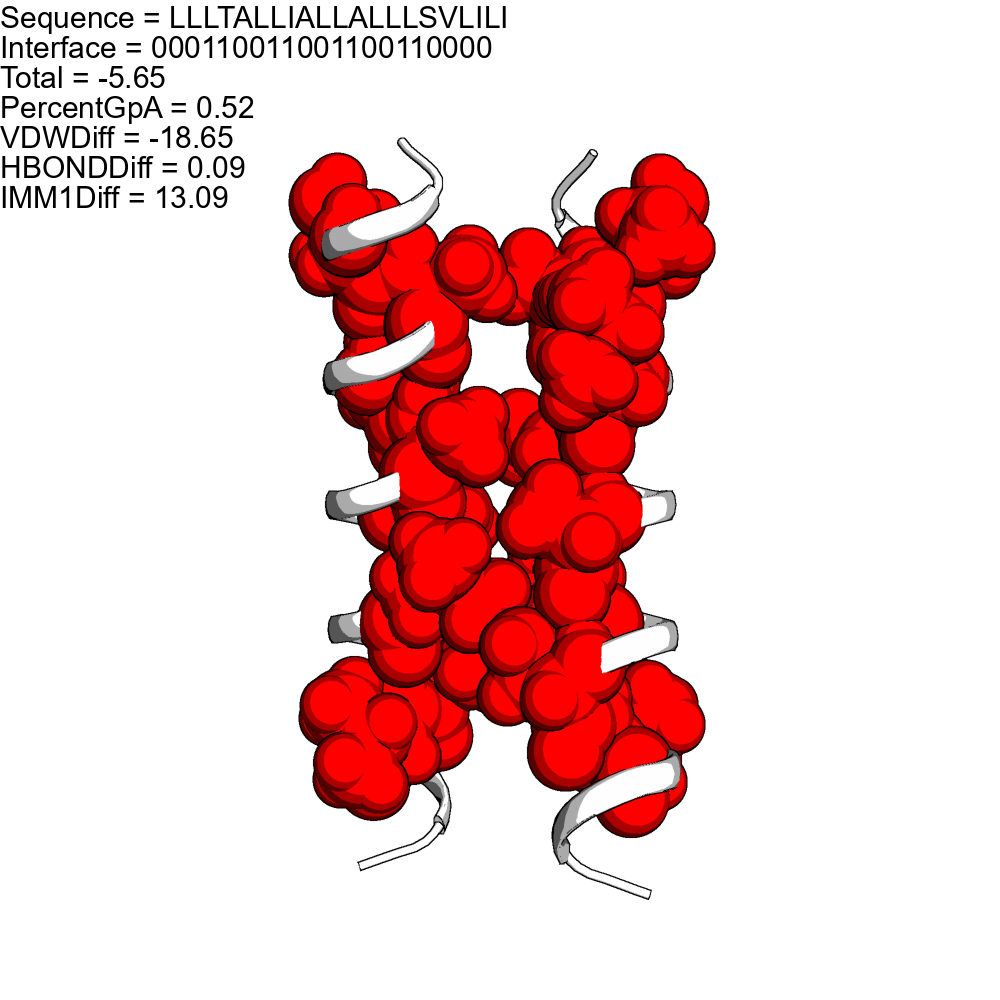 Sequence = LLLTALLIALLALLLSVLILI
Interface = 000110011001100110000
Total = -5.65
PercentGpA = 0.52
VDWDiff = -18.65
HBONDDiff = 0.09
IMM1Diff = 13.09